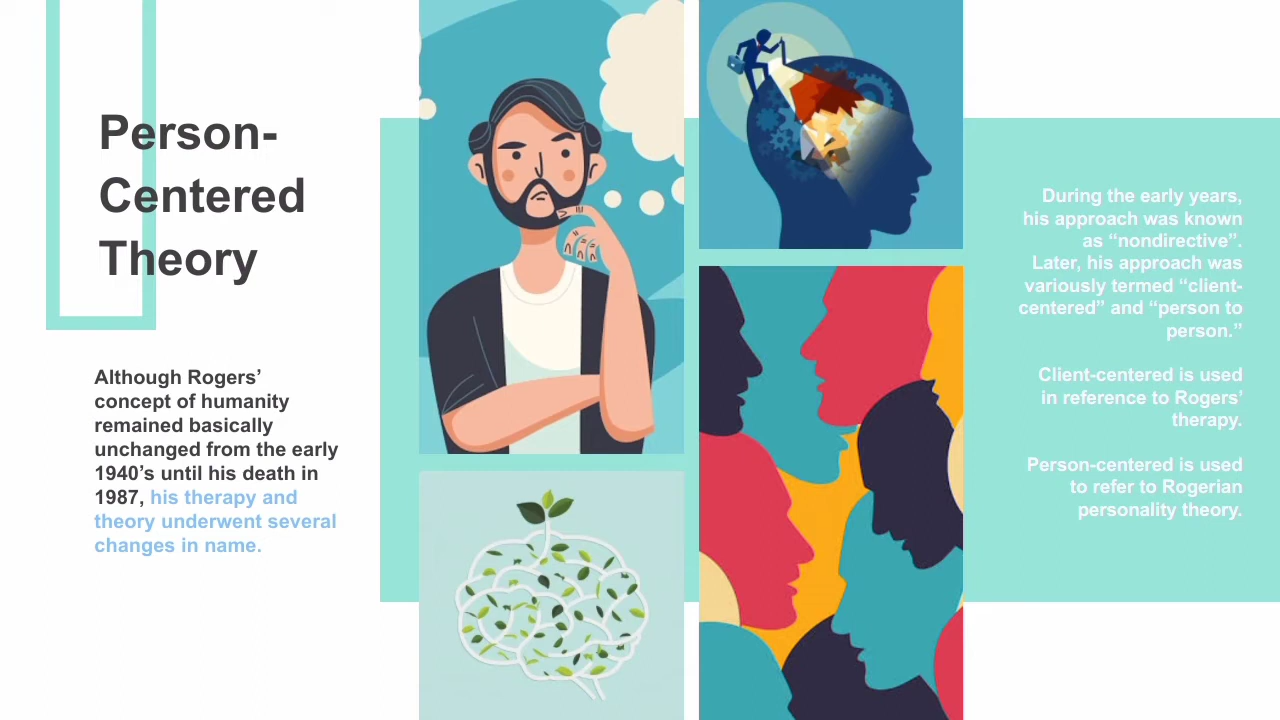 Person-
Centered
Theory
Although Rogers’
concept of humanity
remained basically
unchanged from the early
1940’s until his death in
1987, his therapy and
theory underwent several
changes in name.
During the early years,
his approach was known
as “nondirective”.
Later, his approach was
variously termed “client-
centered” and “person to
person.”
Client-centered is used
in reference to Rogers’
therapy.
Person-centered is used
to refer to Rogerian
personality theory.